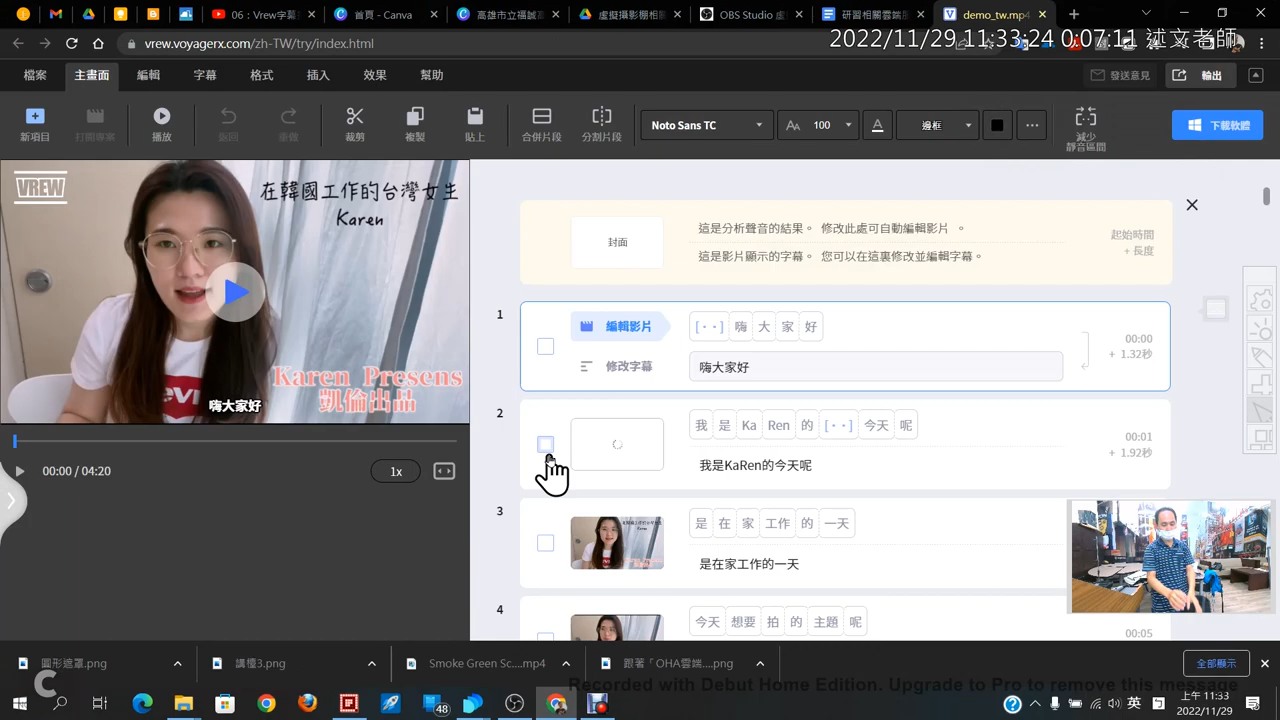 06：Vrew字幕
首頁 - Canva
高雄市立福誠高
虛擬攝影棚相關
OBS Studio 虛
研習相關雲端
demo_tw.mp4
vrew.voyagerx.com/zh-TW/try/index.html
2022/11/29 11:33:24 0:07:11 述文老師
檔案
主畫面
編輯
字幕
格式
插入
效果
幫助
發送意見
輸出
新項目
打開專案
播放
返回
重做
裁剪
複製
貼上
合併片段
分割片段
Noto Sans TC
100
邊框
減少
靜音區間
下載軟體
VREW
在韓國工作的台灣女生
Karen
Karen Presens
凱倫出品
嗨大家好
00:00 / 04:20
1x
封面
這是分析聲音的結果。 修改此處可自動編輯影片 。
這是影片顯示的字幕。 您可以在這裏修改並編輯字幕。
起始時間
+ 長度
1
編輯影片
[··] 嗨 大 家 好
修改字幕
嗨大家好
00:00
+ 1.32秒
2
我 是 Ka Ren 的 [··] 今天 呢
我是KaRen的今天呢
00:01
+ 1.92秒
3
是 在 家 工作 的 一天
是在家工作的一天
4
今天 想要 拍 的 主題 呢
00:05
圓形遮罩.png
講檯3.png
Smoke Green Sc....mp4
跟著「OHA雲端....png
全部顯示
C
Recorded with Debut Home Edition. Upgrade to Pro to remove this message
48
英
上午 11:33
2022/11/29